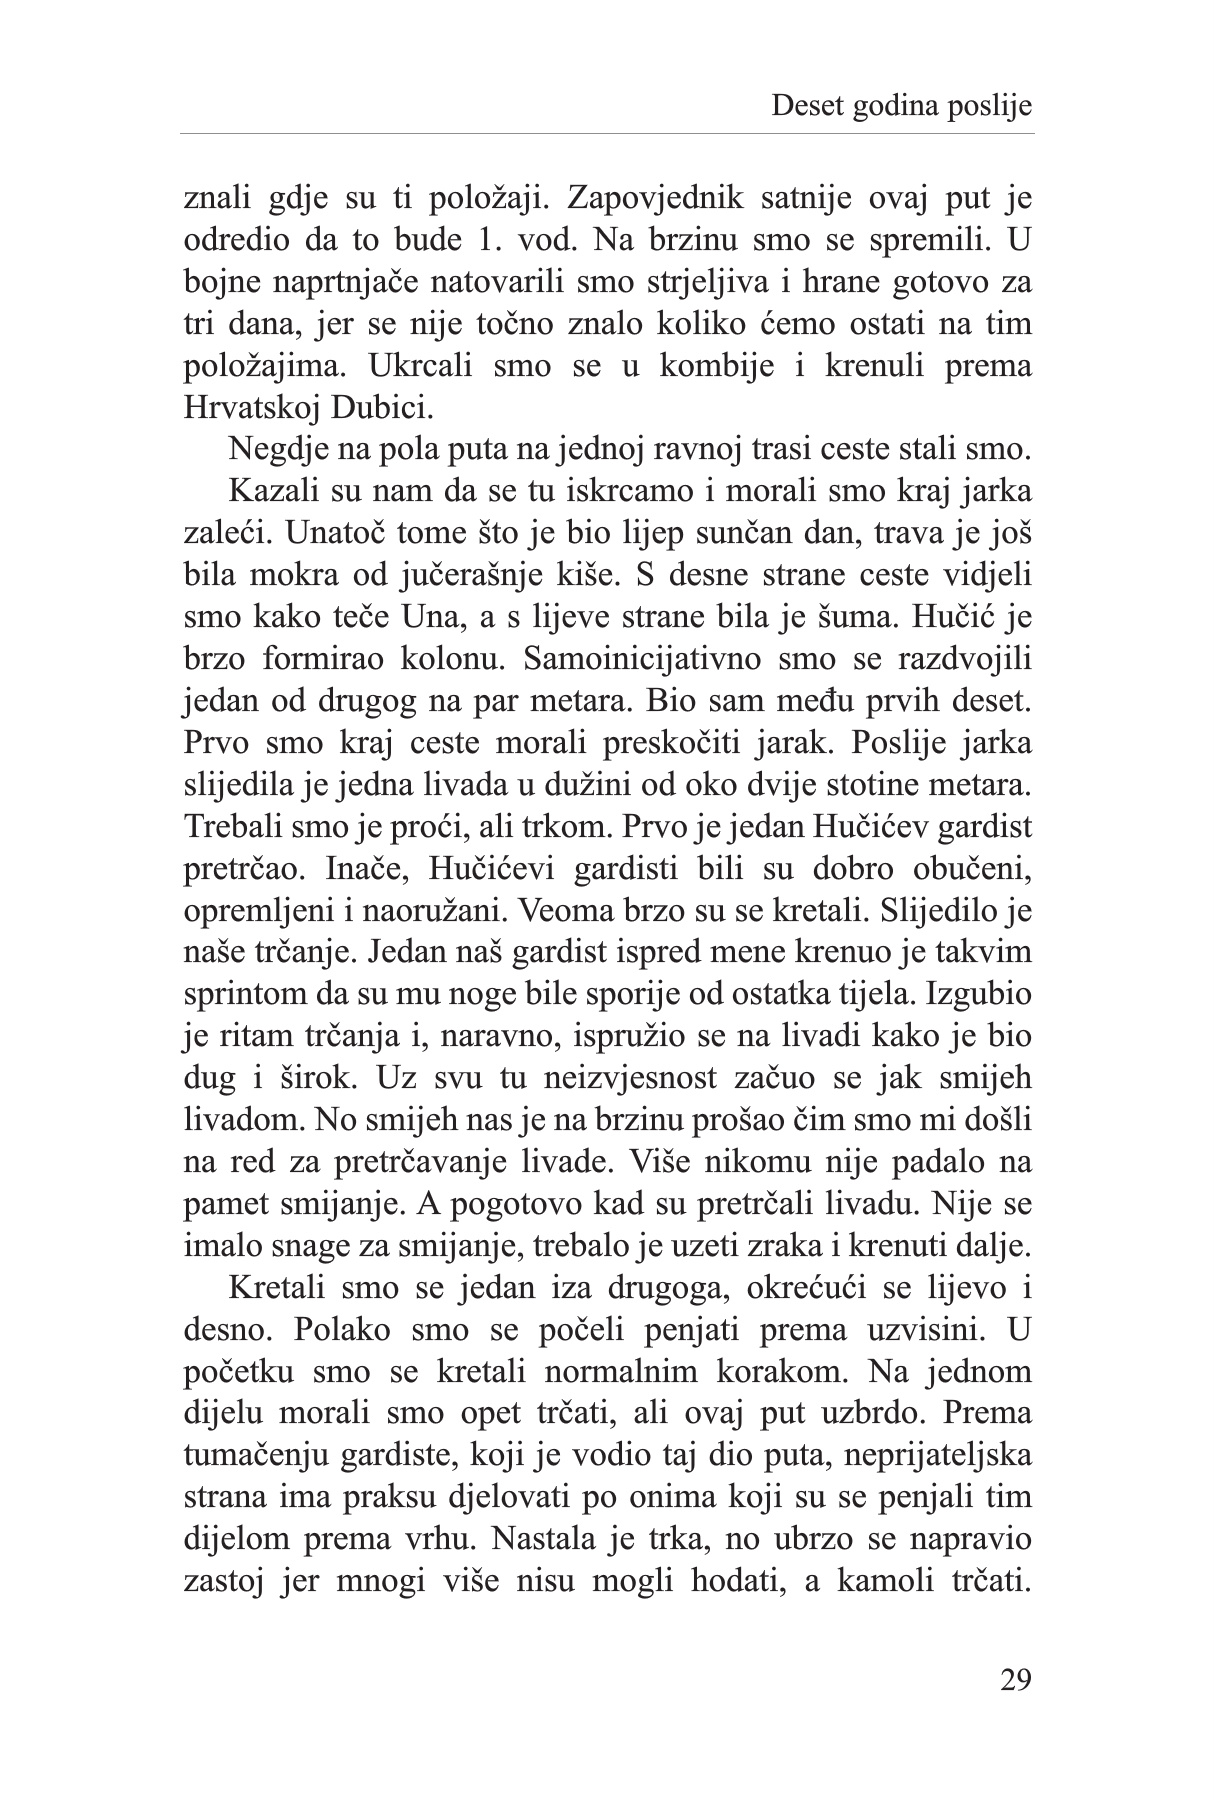 Deset godina poslije
znali gdje su ti položaji. Zapovjednik satnije ovaj put je
odredio da to bude 1. vod. Na brzinu smo se spremili. U
bojne naprtnjače natovarili smo strjeljiva i hrane gotovo za
tri dana, jer se nije točno znalo koliko ćemo ostati na tim
položajima. Ukrcali smo se u kombije i krenuli prema
Hrvatskoj Dubici.
Negdje na pola puta na jednoj ravnoj trasi ceste stali smo.
Kazali su nam da se tu iskrcamo i morali smo kraj jarka
zaleći. Unatoč tome što je bio lijep sunčan dan, trava je još
bila mokra od jučerašnje kiše. S desne strane ceste vidjeli
smo kako teče Una, a s lijeve strane bila je šuma. Hučić je
brzo formirao kolonu. Samoinicijativno smo se razdvojili
jedan od drugog na par metara. Bio sam među prvih deset.
Prvo smo kraj ceste morali preskočiti jarak. Poslije jarka
slijedila je jedna livada u dužini od oko dvije stotine metara.
Trebali smo je proći, ali trkom. Prvo je jedan Hučićev gardist
pretrčao. Inače, Hučićevi gardisti bili su dobro obučeni,
opremljeni i naoružani. Veoma brzo su se kretali. Slijedilo je
naše trčanje. Jedan naš gardist ispred mene krenuo je takvim
sprintom da su mu noge bile sporije od ostatka tijela. Izgubio
je ritam trčanja i, naravno, ispružio se na livadi kako je bio
dug i širok. Uz svu tu neizvjesnost začuo se jak smijeh
livadom. No smijeh nas je na brzinu prošao čim smo mi došli
na red za pretrčavanje livade. Više nikomu nije padalo na
pamet smijanje. A pogotovo kad su pretrčali livadu. Nije se
imalo snage za smijanje, trebalo je uzeti zraka i krenuti dalje.
Kretali smo se jedan iza drugoga, okrećući se lijevo i
desno. Polako smo se počeli penjati prema uzvisini. U
početku smo se kretali normalnim korakom. Na jednom
dijelu morali smo opet trčati, ali ovaj put uzbrdo. Prema
tumačenju gardiste, koji je vodio taj dio puta, neprijateljska
strana ima praksu djelovati po onima koji su se penjali tim
dijelom prema vrhu. Nastala je trka, no ubrzo se napravio
zastoj jer mnogi više nisu mogli hodati, a kamoli trčati.
29